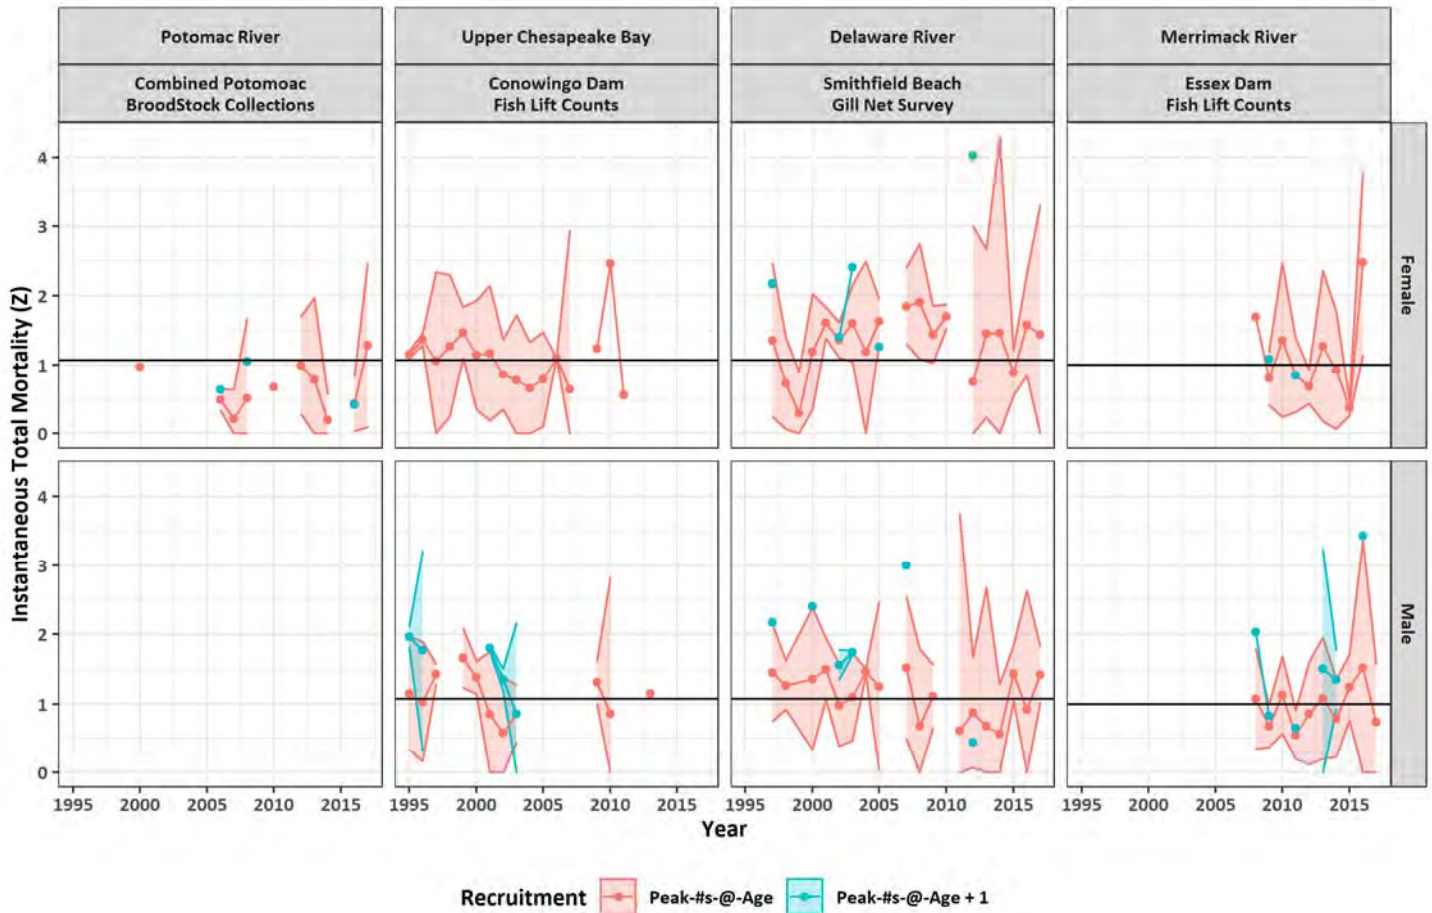 Potomac River
Upper Chesapeake Bay
Delaware River
Merrimack River
Combined Potomoac
BroodStock Collections
Conowingo Dam
Fish Lift Counts
Smithfield Beach
Gill Net Survey
Essex Dam
Fish Lift Counts
Instantaneous Total Mortality (Z)
4
3
2
1
0
Female
4
3
2
1
0
Male
1995 2000 2005 2010 2015
1995 2000 2005 2010 2015
1995 2000 2005 2010 2015
1995 2000 2005 2010 2015
Year
Recruitment Peak-#s-@-Age Peak-#s-@-Age + 1